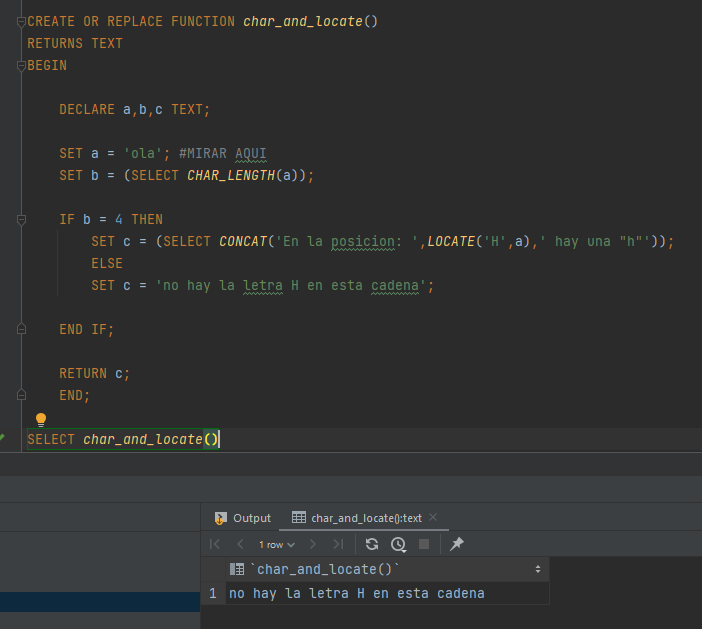 CREATE OR REPLACE FUNCTION char_and_locate()
RETURNS TEXT
BEGIN
DECLARE a,b,c TEXT;
SET a = 'ola'; #MIRAR AQUI
SET b = (SELECT CHAR_LENGTH(a));
IF b = 4 THEN
SET c = (SELECT CONCAT('En la posicion: ',LOCATE('H',a),' hay una "h"'));
ELSE
SET c = 'no hay la letra H en esta cadena';
END IF;
RETURN c;
END;
SELECT char_and_locate()
Output char_and_locate():text
1 row
`char_and_locate()`
1 no hay la letra H en esta cadena